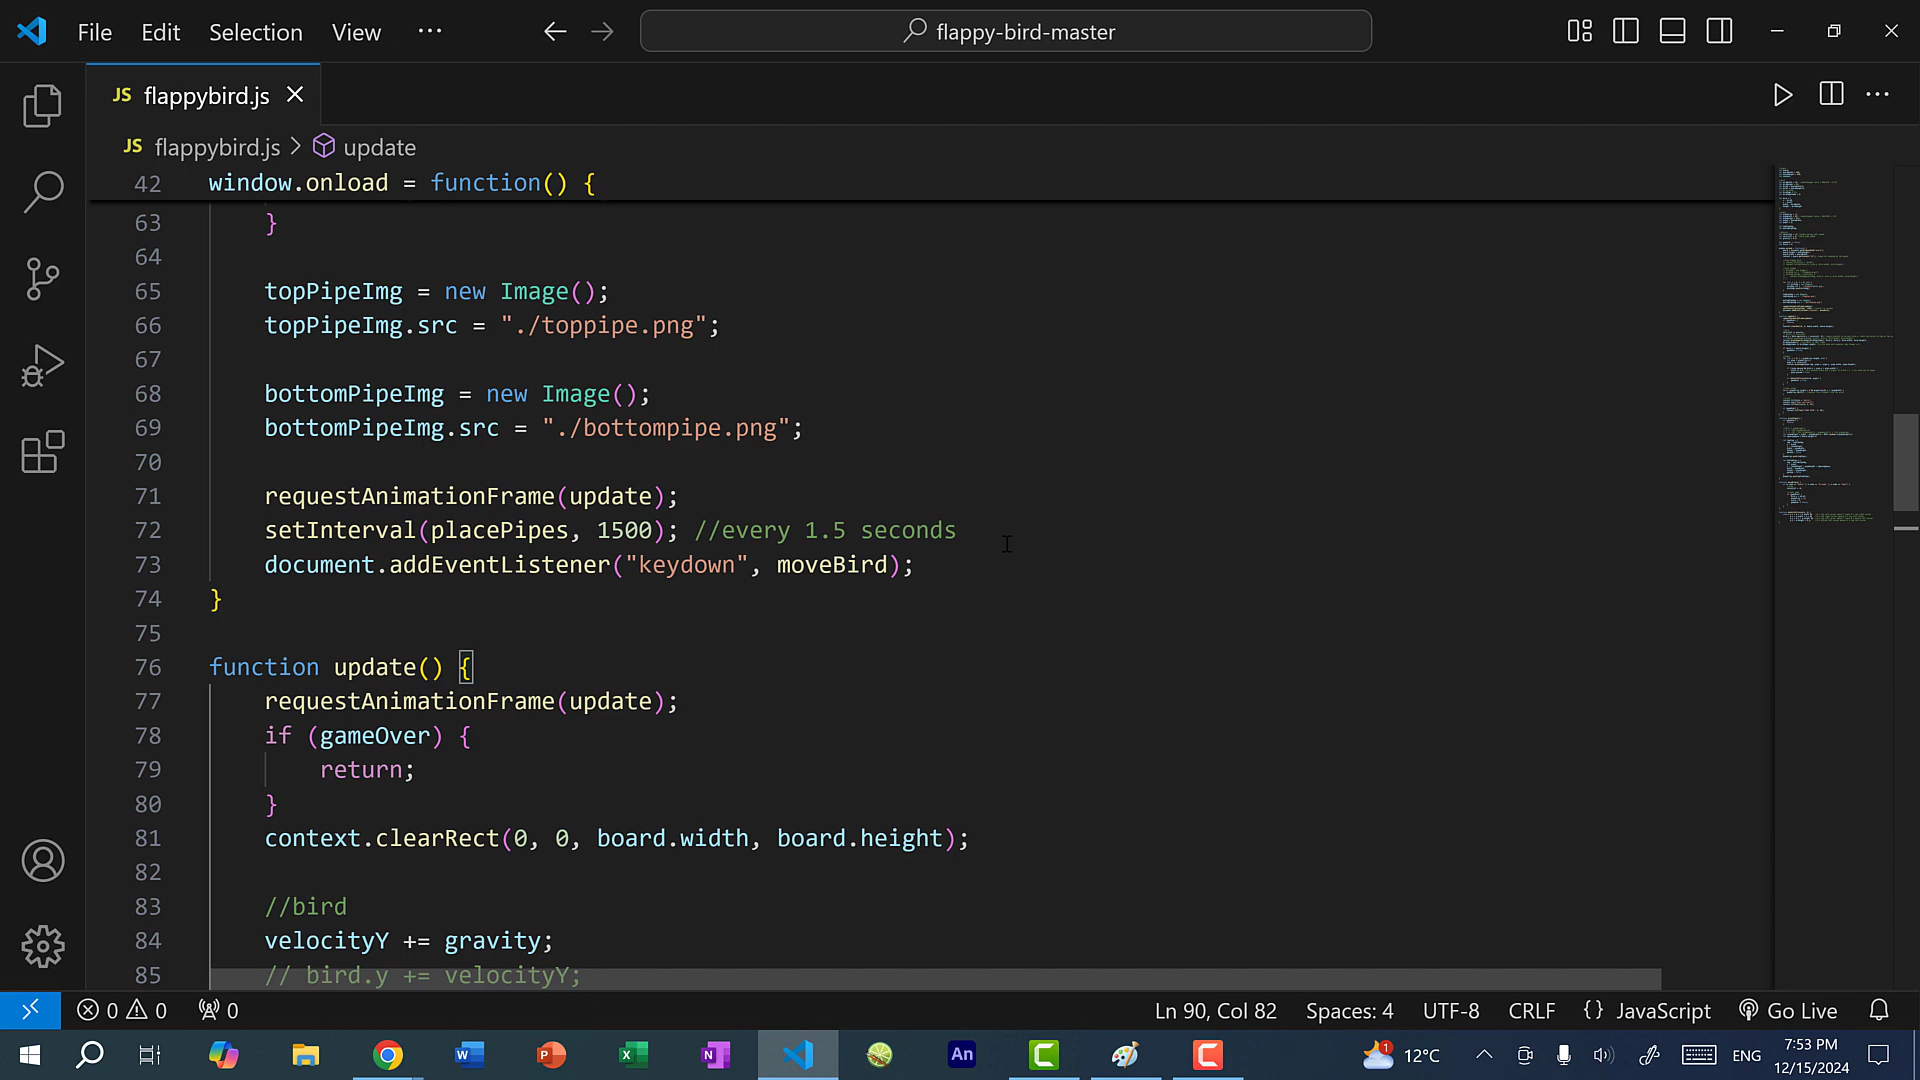 File Edit Selection View ...
flappy-bird-master
JS flappybird.js
JS flappybird.js > update
42 window.onload = function() {
63 }
64
65 topPipeImg = new Image();
66 topPipeImg.src = "./toppipe.png";
67
68 bottomPipeImg = new Image();
69 bottomPipeImg.src = "./bottompipe.png";
70
71 requestAnimationFrame(update);
72 setInterval(placePipes, 1500); //every 1.5 seconds
73 document.addEventListener("keydown", moveBird);
74 }
75
76 function update() {
77 requestAnimationFrame(update);
78 if (gameOver) {
79 return;
80 }
81 context.clearRect(0, 0, board.width, board.height);
82
83 //bird
84 velocityY += gravity;
85 // bird.y += velocityY;
0 0 0 Ln 90, Col 82 Spaces: 4 UTF-8 CRLF {} JavaScript Go Live
W P X N An 1 12°C ENG 7:53 PM
12/15/2024